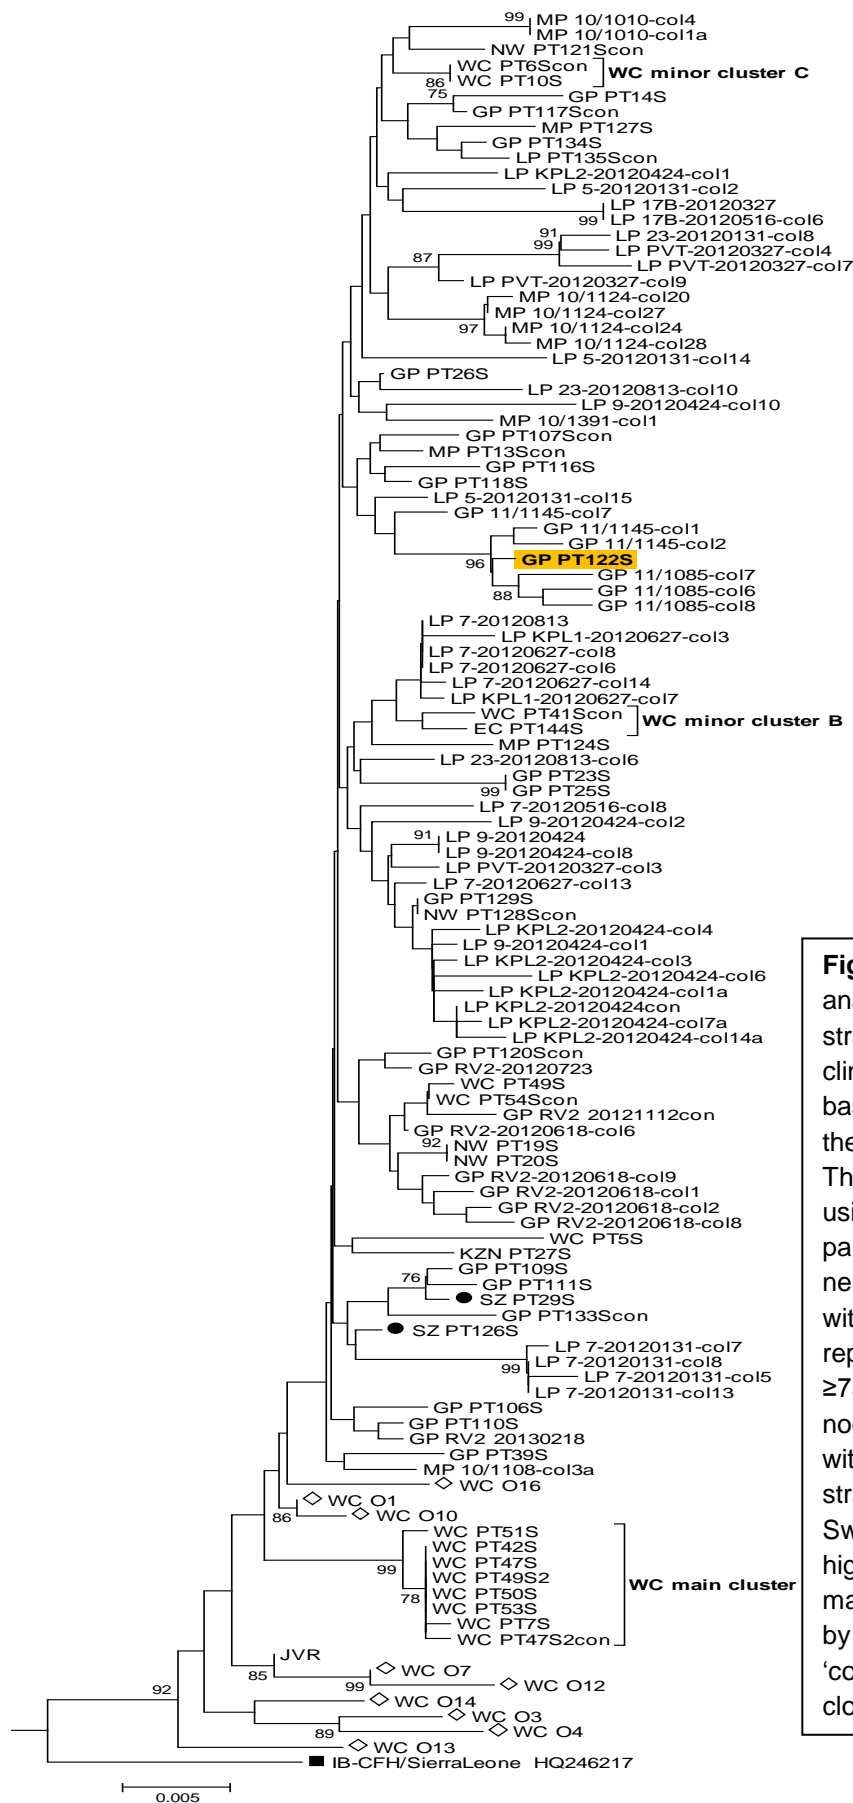 99
MP 10/1010-col4
MP 10/1010-col1a
NW PT121Scon
WC PT6Scon
WC minor cluster C
86
WC PT10S
75
GP PT14S
GP PT117Scon
MP PT127S
GP PT134S
LP PT135Scon
LP KPL2-20120424-col1
LP 5-20120131-col2
LP 17B-20120327
99
LP 17B-20120516-col6
91
LP 23-20120131-col8
99
LP PVT-20120327-col4
87
LP PVT-20120327-col7
LP PVT-20120327-col9
MP 10/1124-col20
MP 10/1124-col27
97
MP 10/1124-col24
MP 10/1124-col28
LP 5-20120131-col14
GP PT26S
LP 23-20120813-col10
LP 9-20120424-col10
MP 10/1391-col1
GP PT107Scon
MP PT13Scon
GP PT116S
GP PT118S
LP 5-20120131-col15
GP 11/1145-col7
GP 11/1145-col1
GP 11/1145-col2
96
GP PT122S
GP 11/1085-col7
88
GP 11/1085-col6
GP 11/1085-col8
LP 7-20120813
LP KPL1-20120627-col3
LP 7-20120627-col8
LP 7-20120627-col6
LP 7-20120627-col14
LP KPL1-20120627-col7
WC PT41Scon
WC minor cluster B
EC PT144S
MP PT124S
LP 23-20120813-col6
GP PT23S
99
GP PT25S
LP 7-20120516-col8
LP 9-20120424-col2
91
LP 9-20120424
LP 9-20120424-col8
LP PVT-20120327-col3
LP 7-20120627-col13
GP PT129S
NW PT128Scon
LP KPL2-20120424-col4
LP 9-20120424-col1
LP KPL2-20120424-col3
LP KPL2-20120424-col6
LP KPL2-20120424-col1a
LP KPL2-20120424con
LP KPL2-20120424-col7a
LP KPL2-20120424-col14a
GP PT120Scon
GP RV2-20120723
WC PT49S
WC PT54Scon
GP RV2 20121112con
GP RV2-20120618-col6
92
NW PT19S
NW PT20S
GP RV2-20120618-col9
GP RV2-20120618-col1
GP RV2-20120618-col2
GP RV2-20120618-col8
WC PT5S
KZN PT27S
GP PT109S
76
GP PT111S
SZ PT29S
GP PT133Scon
SZ PT126S
LP 7-20120131-col7
99
LP 7-20120131-col8
LP 7-20120131-col5
LP 7-20120131-col13
GP PT106S
GP PT110S
GP RV2 20130218
GP PT39S
MP 10/1108-col3a
WC O16
WC O1
86
WC O10
WC PT51S
WC PT42S
99
WC PT47S
WC PT49S2
WC main cluster
78
WC PT50S
WC PT53S
WC PT7S
WC PT47S2con
JVR
85
WC O7
99
WC O12
92
WC O14
WC O3
89
WC O4
WC O13
IB-CFH/SierraLeone HQ246217
0.005
Fig
ana
stra
clin
bas
the
Th
usi
pa
ne
wit
rep
≥7
noc
wit
stra
Sw
hig
ma
by
‘co
clo